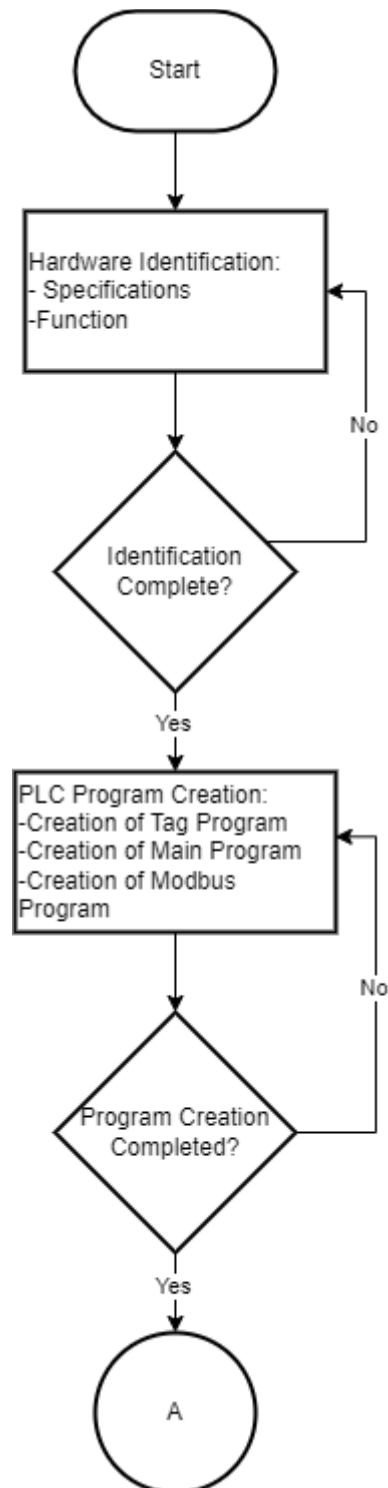 Start
Hardware Identification:
- Specifications
-Function
No
Identification
Complete?
Yes
PLC Program Creation:
-Creation of Tag Program
-Creation of Main Program
-Creation of Modbus
Program
No
Program Creation
Completed?
Yes
A